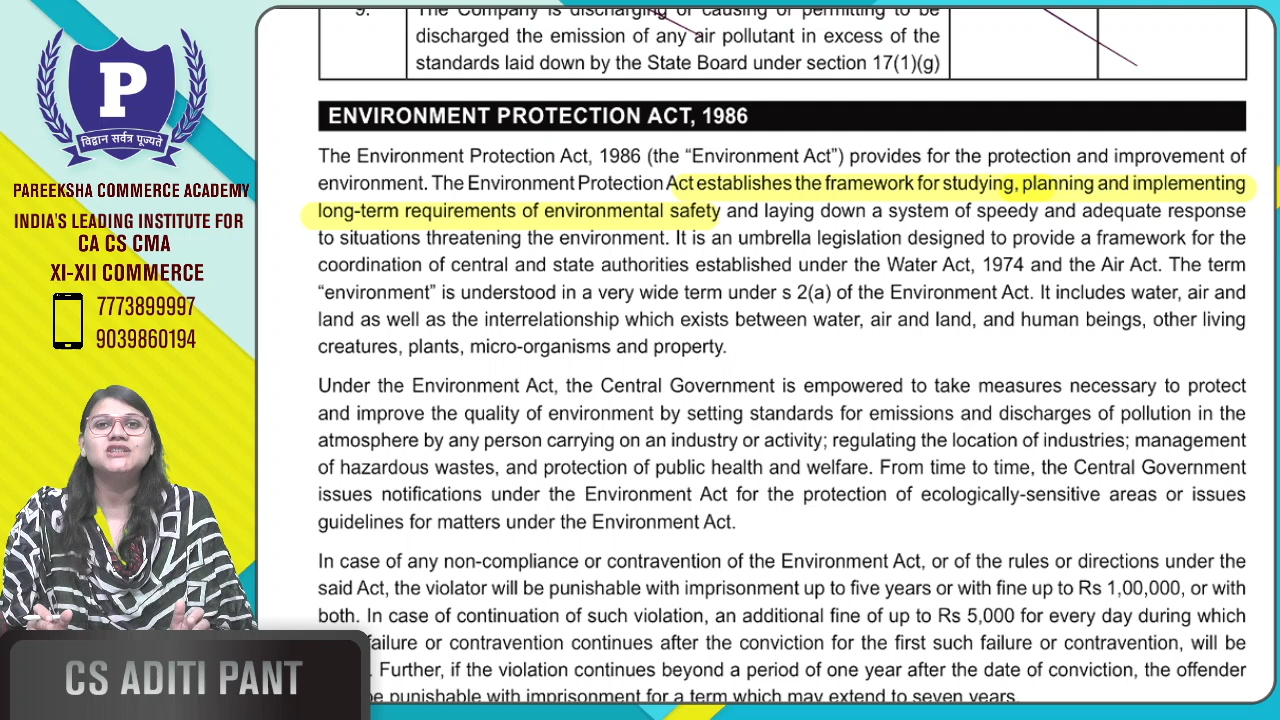 P
विद्वान सर्वत्र पूज्यते
PAREEKSHA COMMERCE ACADEMY
INDIA'S LEADING INSTITUTE FOR
CA CS CMA
XI-XII COMMERCE
7773899997
9039860194
CS ADITI PANT
9. The Company is discharging or causing or permitting to be
discharged the emission of any air pollutant in excess of the
standards laid down by the State Board under section 17(1)(g)
ENVIRONMENT PROTECTION ACT, 1986
The Environment Protection Act, 1986 (the “Environment Act”) provides for the protection and improvement of
environment. The Environment Protection Act establishes the framework for studying, planning and implementing
long-term requirements of environmental safety and laying down a system of speedy and adequate response
to situations threatening the environment. It is an umbrella legislation designed to provide a framework for the
coordination of central and state authorities established under the Water Act, 1974 and the Air Act. The term
“environment” is understood in a very wide term under s 2(a) of the Environment Act. It includes water, air and
land as well as the interrelationship which exists between water, air and land, and human beings, other living
creatures, plants, micro-organisms and property.
Under the Environment Act, the Central Government is empowered to take measures necessary to protect
and improve the quality of environment by setting standards for emissions and discharges of pollution in the
atmosphere by any person carrying on an industry or activity; regulating the location of industries; management
of hazardous wastes, and protection of public health and welfare. From time to time, the Central Government
issues notifications under the Environment Act for the protection of ecologically-sensitive areas or issues
guidelines for matters under the Environment Act.
In case of any non-compliance or contravention of the Environment Act, or of the rules or directions under the
said Act, the violator will be punishable with imprisonment up to five years or with fine up to Rs 1,00,000, or with
both. In case of continuation of such violation, an additional fine of up to Rs 5,000 for every day during which
failure or contravention continues after the conviction for the first such failure or contravention, will be
Further, if the violation continues beyond a period of one year after the date of conviction, the offender
be punishable with imprisonment for a term which may extend to seven years.